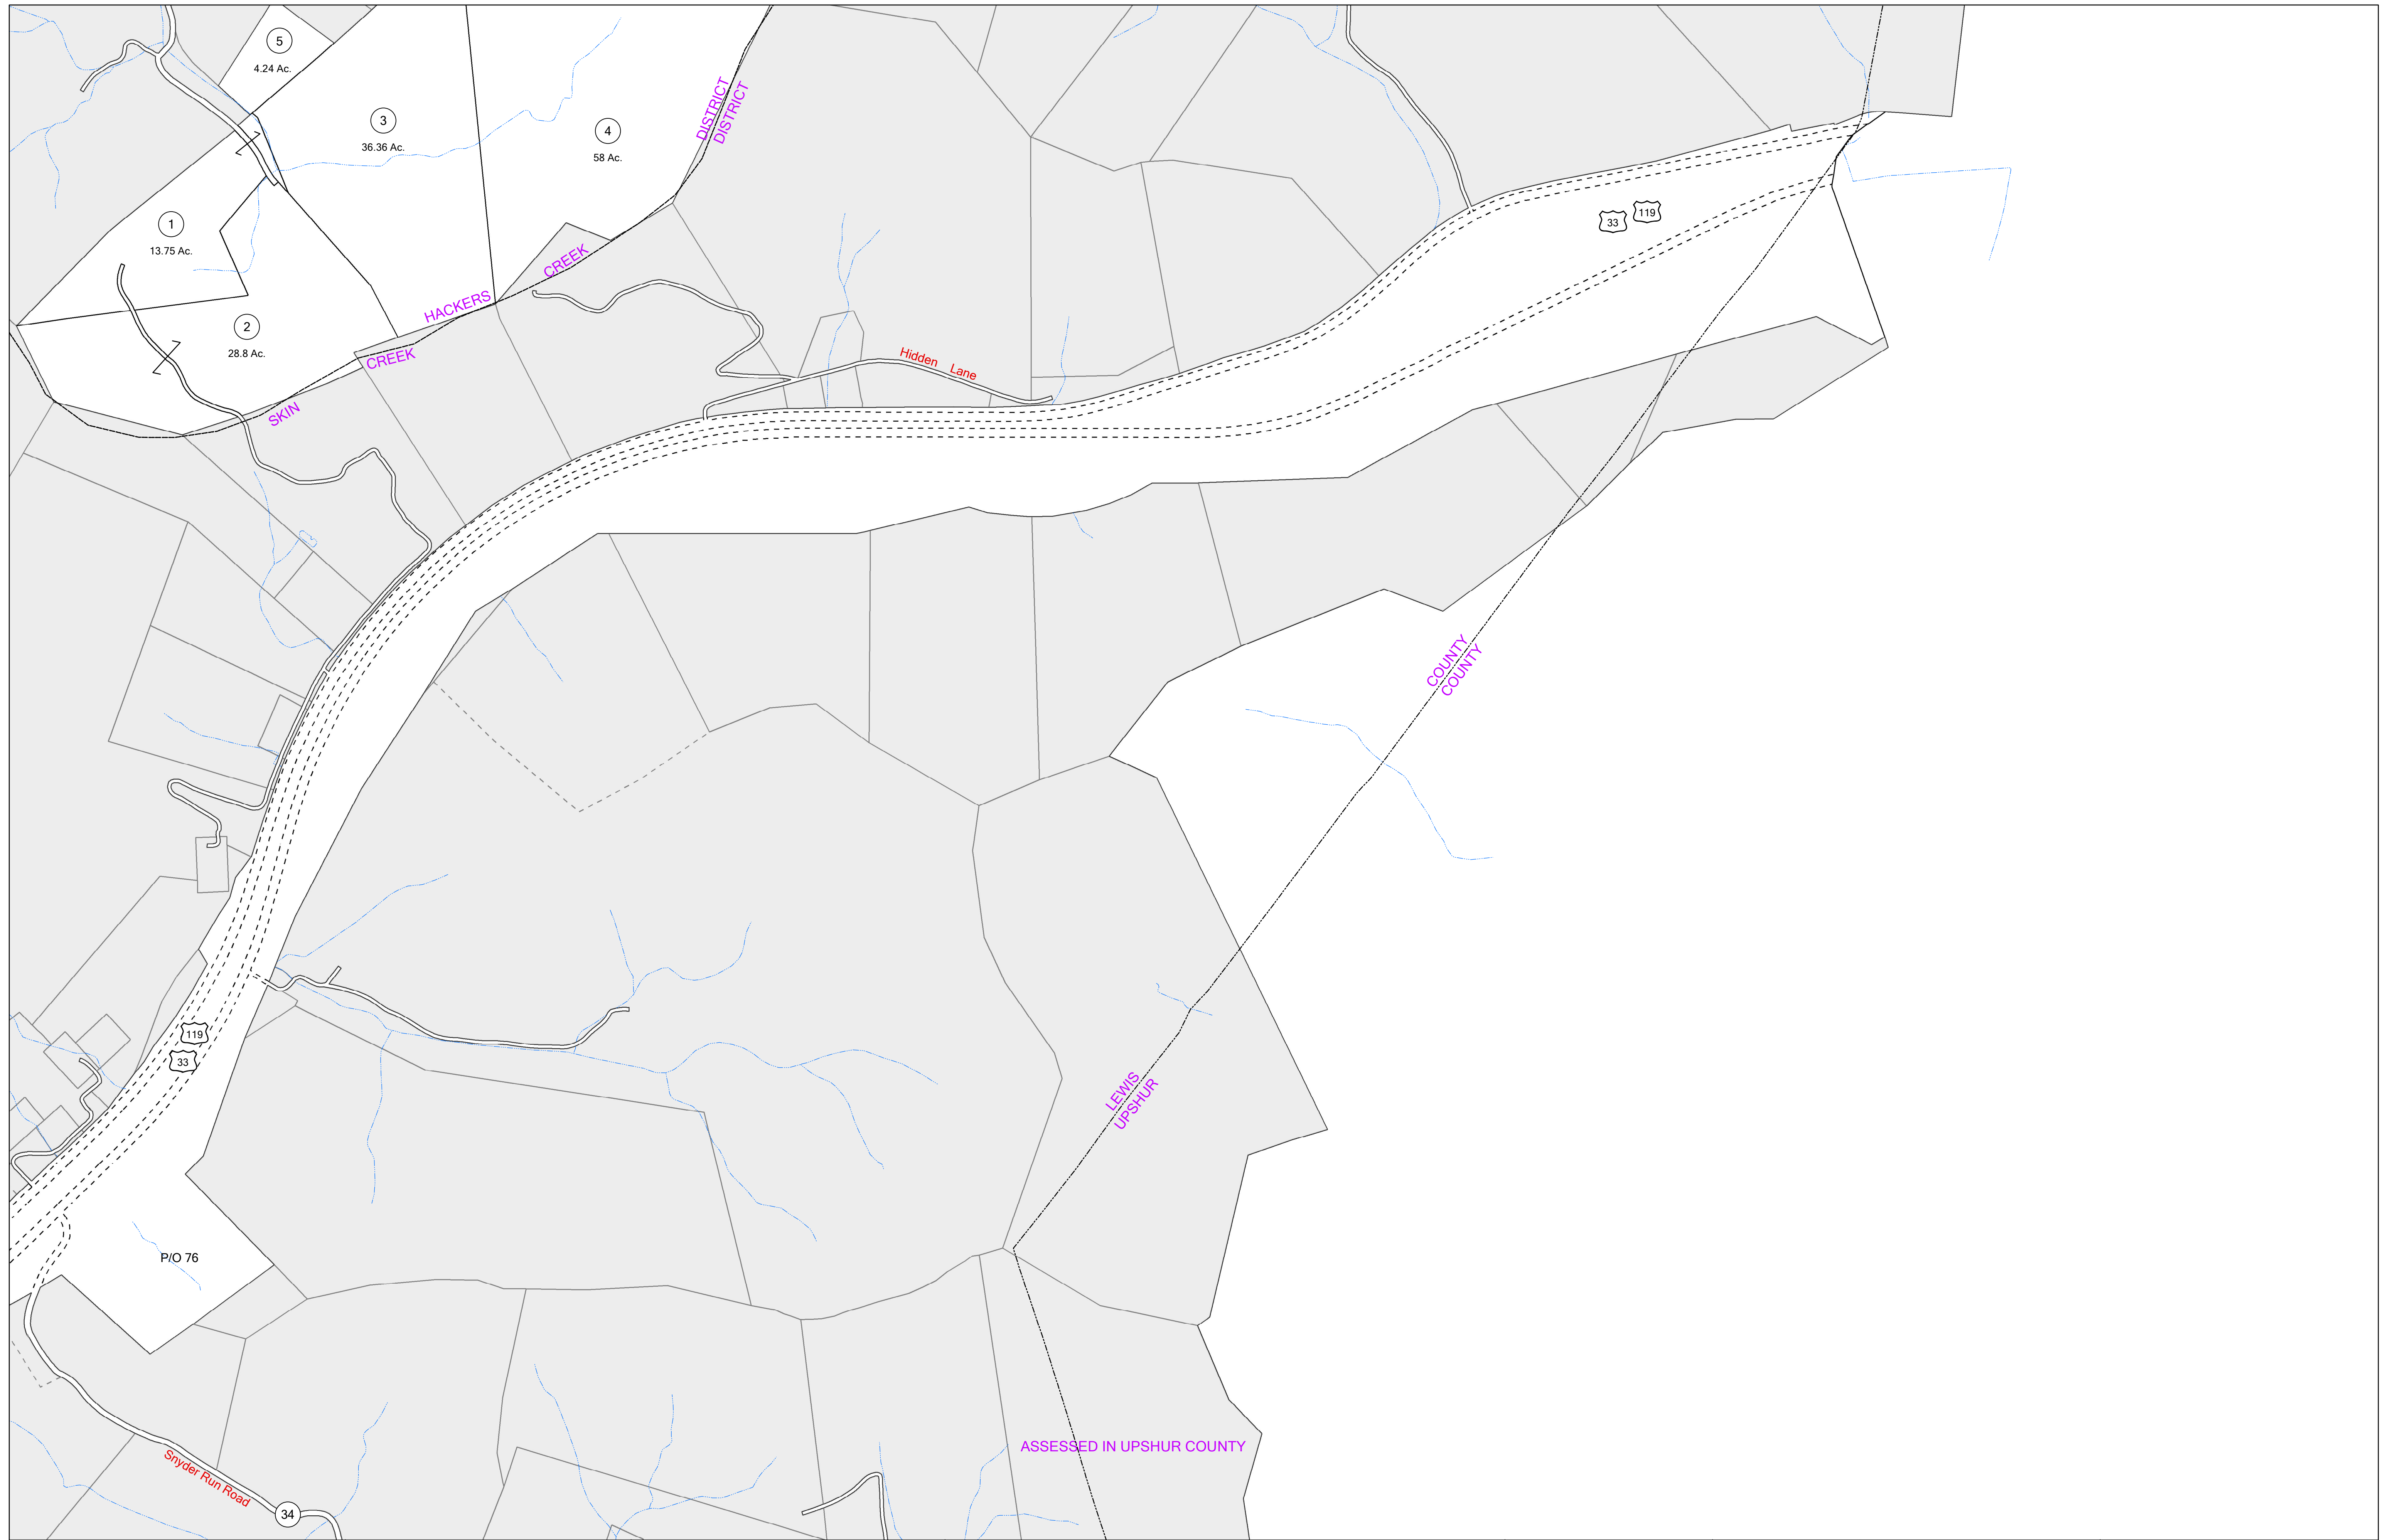 5
4.24 Ac.
3
36.36 Ac.
4
58 Ac.
DISTRICT
DISTRICT
1
13.75 Ac.
33
119
HACKERS CREEK
SKIN CREEK
2
28.8 Ac.
Hidden Lane
COUNTY
COUNTY
119
33
LEWIS
UPSHUR
P/O 76
ASSESSED IN UPSHUR COUNTY
Snyder Run Road
34